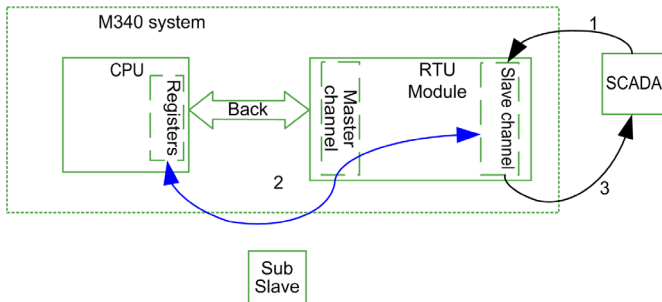 M340 system
1
CPU
RTU
Module
SCADA
Registers
Back
Master
channel
Slave channel
2
3
Sub
Slave